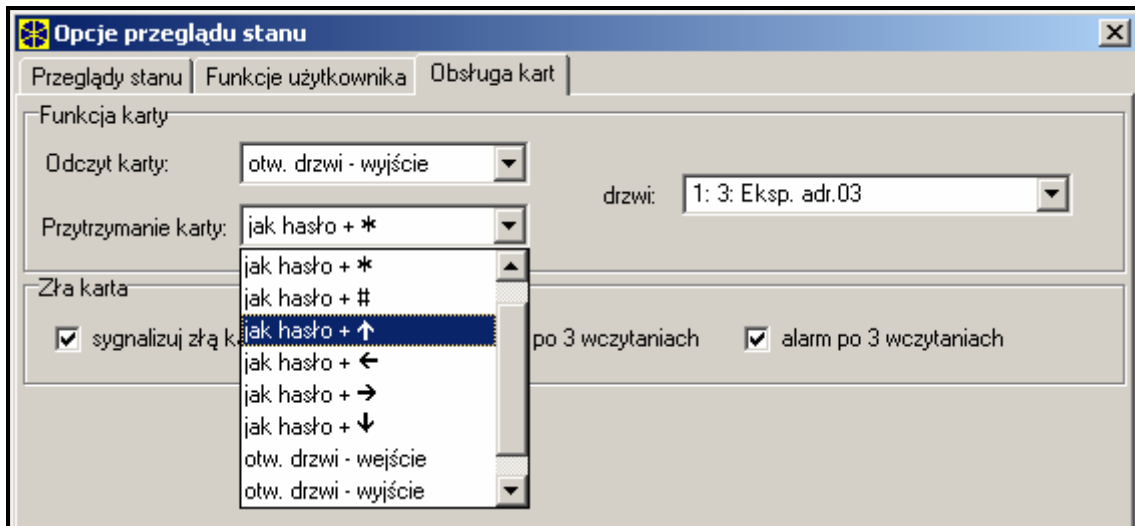 Opcje przeglądu stanu
Przeglądy stanu Funkcje użytkownika Obsługa kart
Funkcja karty
Odczyt karty: otw. drzwi - wyjście
drzwi: 1: 3: Eksp. adr.03
Przytrzymanie karty: jak hasło + *
jak hasło + *
Zła karta
jak hasło + #
sygnalizuj złą k jak hasło + ↑ po 3 wczytaniach alarm po 3 wczytaniach
jak hasło + ←
jak hasło + →
jak hasło + ↓
otw. drzwi - wejście
otw. drzwi - wyjście